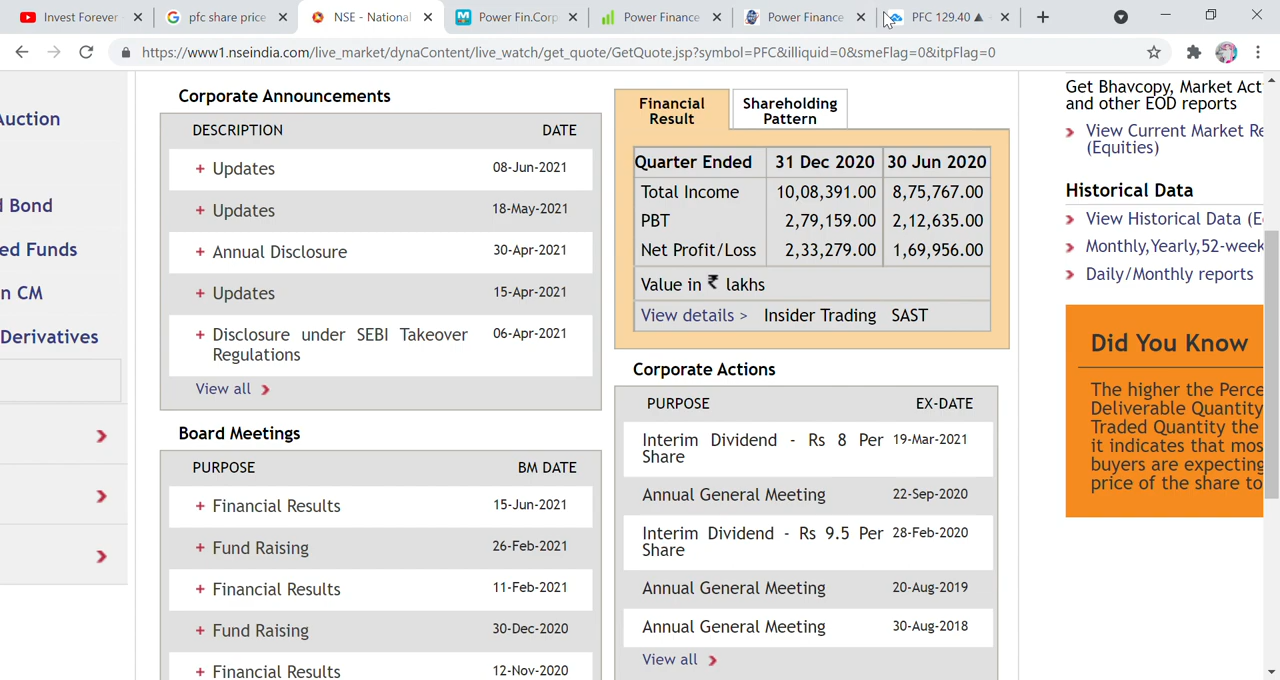 Invest Forever
pfc share price
NSE - National
Power Fin.Corp
Power Finance
Power Finance
PFC 129.40 ▲
https://www1.nseindia.com/live_market/dynaContent/live_watch/get_quote/GetQuote.jsp?symbol=PFC&illiquid=0&smeFlag=0&itpFlag=0
Auction
Bond
ed Funds
n CM
Derivatives
Corporate Announcements
DESCRIPTION DATE
+ Updates 08-Jun-2021
+ Updates 18-May-2021
+ Annual Disclosure 30-Apr-2021
+ Updates 15-Apr-2021
+ Disclosure under SEBI Takeover 06-Apr-2021
Regulations
View all
Board Meetings
PURPOSE BM DATE
+ Financial Results 15-Jun-2021
+ Fund Raising 26-Feb-2021
+ Financial Results 11-Feb-2021
+ Fund Raising 30-Dec-2020
+ Financial Results 12-Nov-2020
Financial
Result
Shareholding
Pattern
Quarter Ended 31 Dec 2020 30 Jun 2020
Total Income 10,08,391.00 8,75,767.00
PBT 2,79,159.00 2,12,635.00
Net Profit/Loss 2,33,279.00 1,69,956.00
Value in ₹ lakhs
View details > Insider Trading SAST
Corporate Actions
PURPOSE EX-DATE
Interim Dividend - Rs 8 Per 19-Mar-2021
Share
Annual General Meeting 22-Sep-2020
Interim Dividend - Rs 9.5 Per 28-Feb-2020
Share
Annual General Meeting 20-Aug-2019
Annual General Meeting 30-Aug-2018
View all
Get Bhavcopy, Market Act
and other EOD reports
View Current Market Re
(Equities)
Historical Data
View Historical Data (E
Monthly,Yearly,52-week
Daily/Monthly reports
Did You Know
The higher the Perce
Deliverable Quantity
Traded Quantity the
it indicates that mos
buyers are expecting
price of the share to